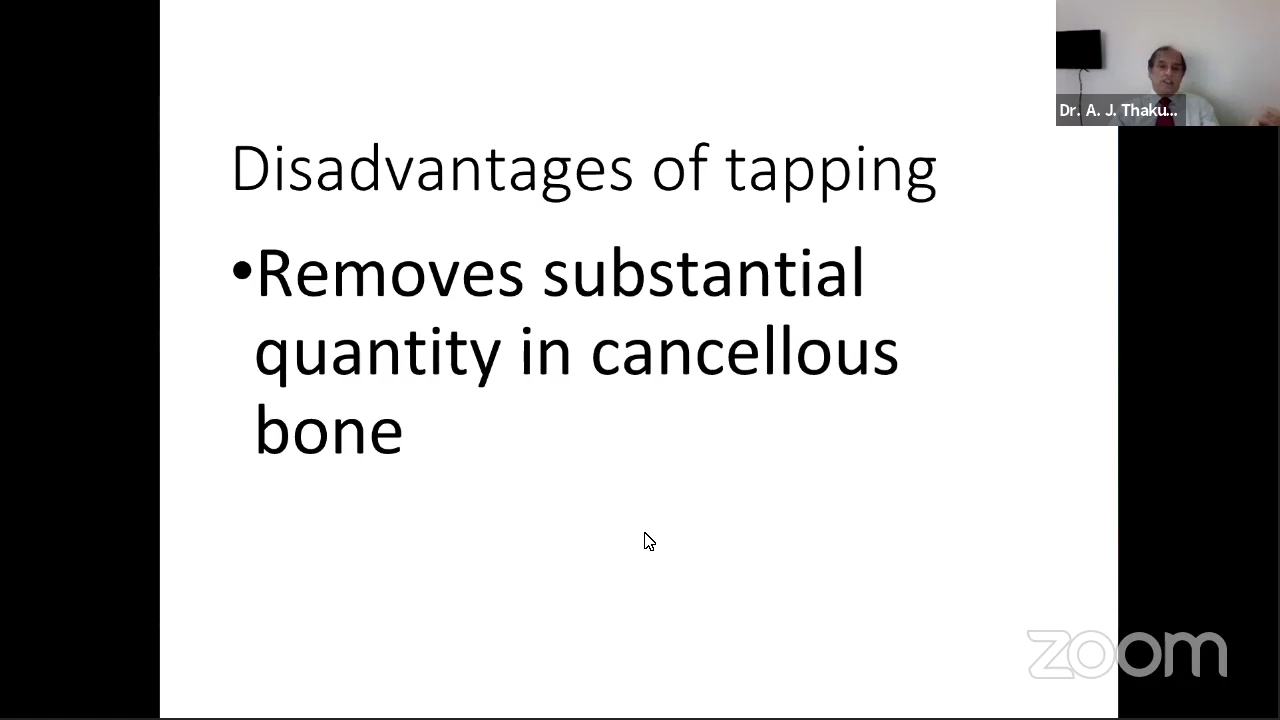 Dr. A. J. Thaku...
Disadvantages of tapping
•Removes substantial
quantity in cancellous
bone
zoom